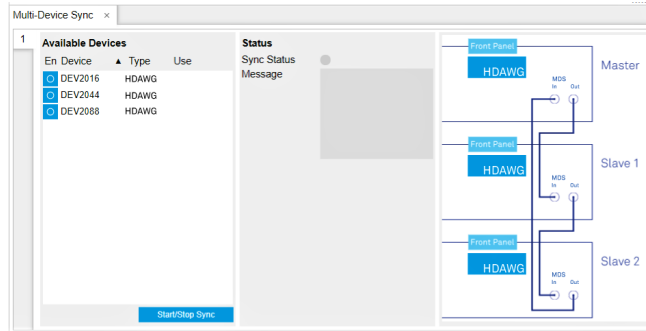 Multi-Device Sync ×
1
Available Devices
En Device ▲ Type Use
DEV2016 HDAWG
DEV2044 HDAWG
DEV2088 HDAWG
Start/Stop Sync
Status
Sync Status
Message
Front Panel
HDAWG
MDS
In Out
Master
Front Panel
HDAWG
MDS
In Out
Slave 1
Front Panel
HDAWG
MDS
In Out
Slave 2